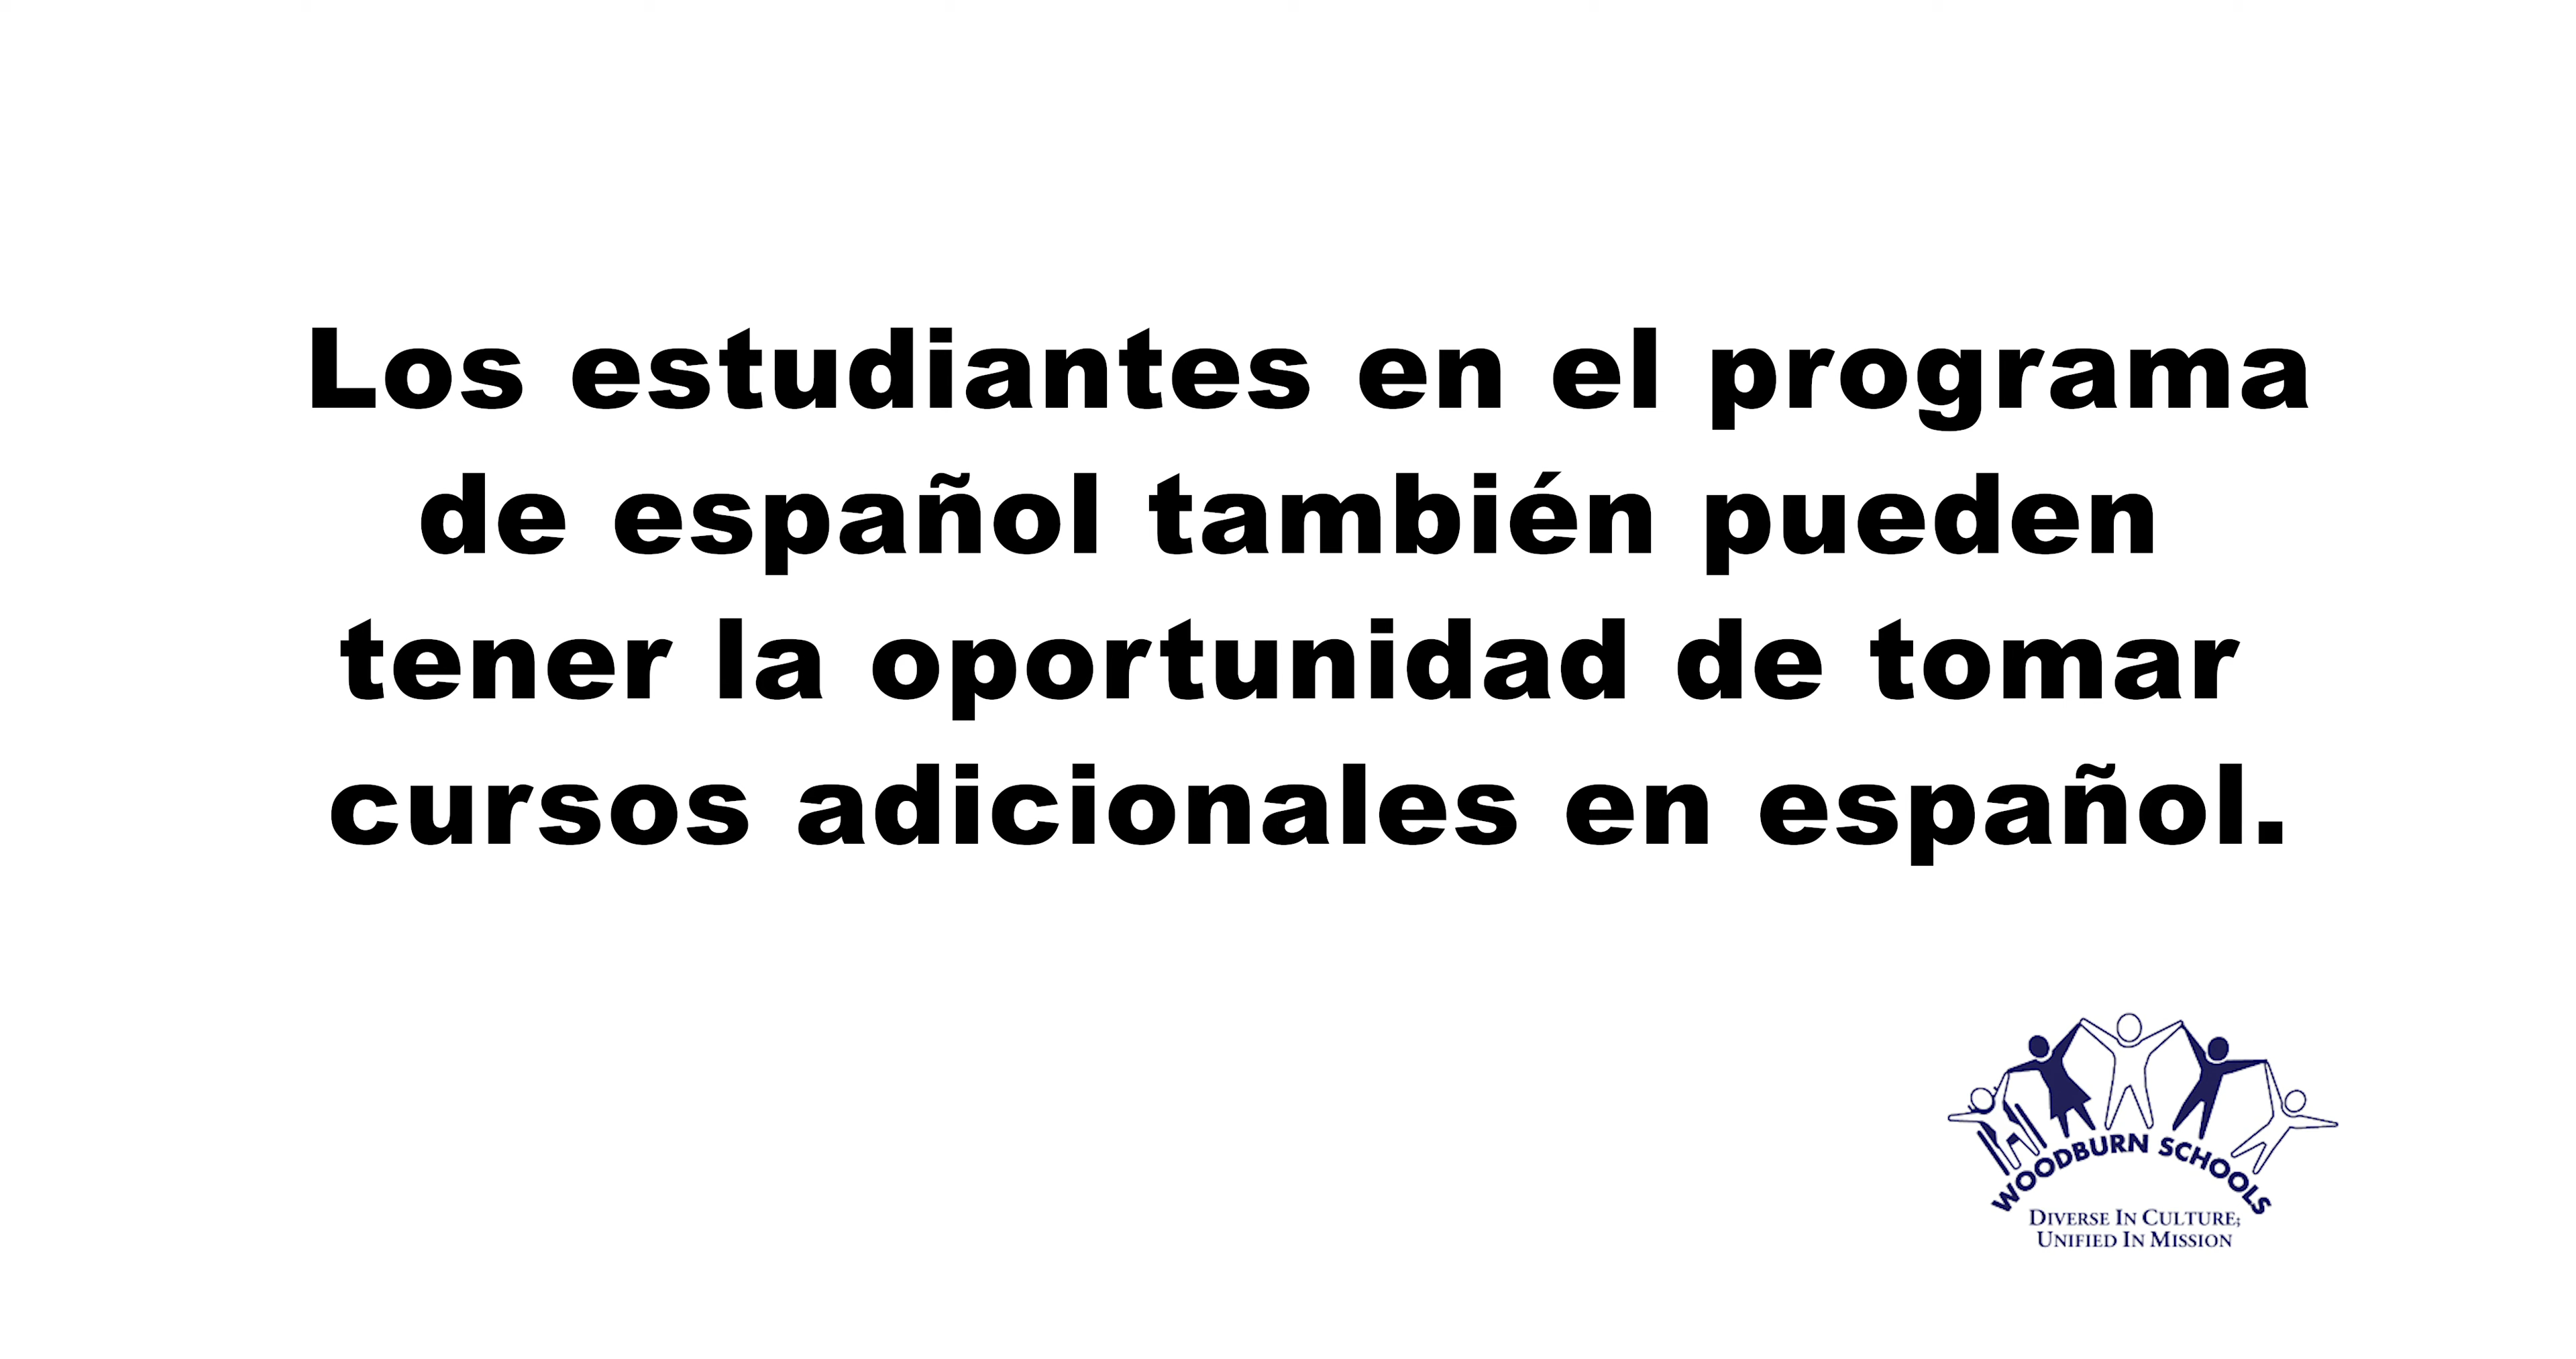 Los estudiantes en el programa
de español también pueden
tener la oportunidad de tomar
cursos adicionales en español.
WOODBURN SCHOOLS
DIVERSE IN CULTURE;
UNIFIED IN MISSION